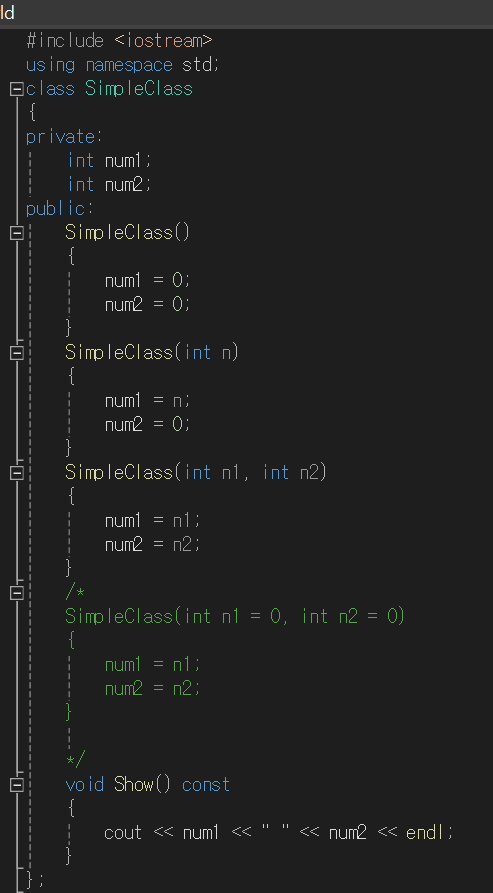 ld
#include <iostream>
using namespace std;
class SimpleClass
{
private:
int num1;
int num2;
public:
SimpleClass()
{
num1 = 0;
num2 = 0;
}
SimpleClass(int n)
{
num1 = n;
num2 = 0;
}
SimpleClass(int n1, int n2)
{
num1 = n1;
num2 = n2;
}
/*
SimpleClass(int n1 = 0, int n2 = 0)
{
num1 = n1;
num2 = n2;
}
*/
void Show() const
{
cout << num1 << " " << num2 << endl;
}
};